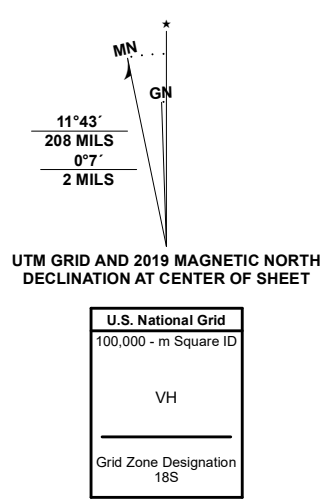 MN
GN
11°43´
208 MILS
0°7´
2 MILS
UTM GRID AND 2019 MAGNETIC NORTH
DECLINATION AT CENTER OF SHEET
U.S. National Grid
100,000 - m Square ID
VH
Grid Zone Designation
18S